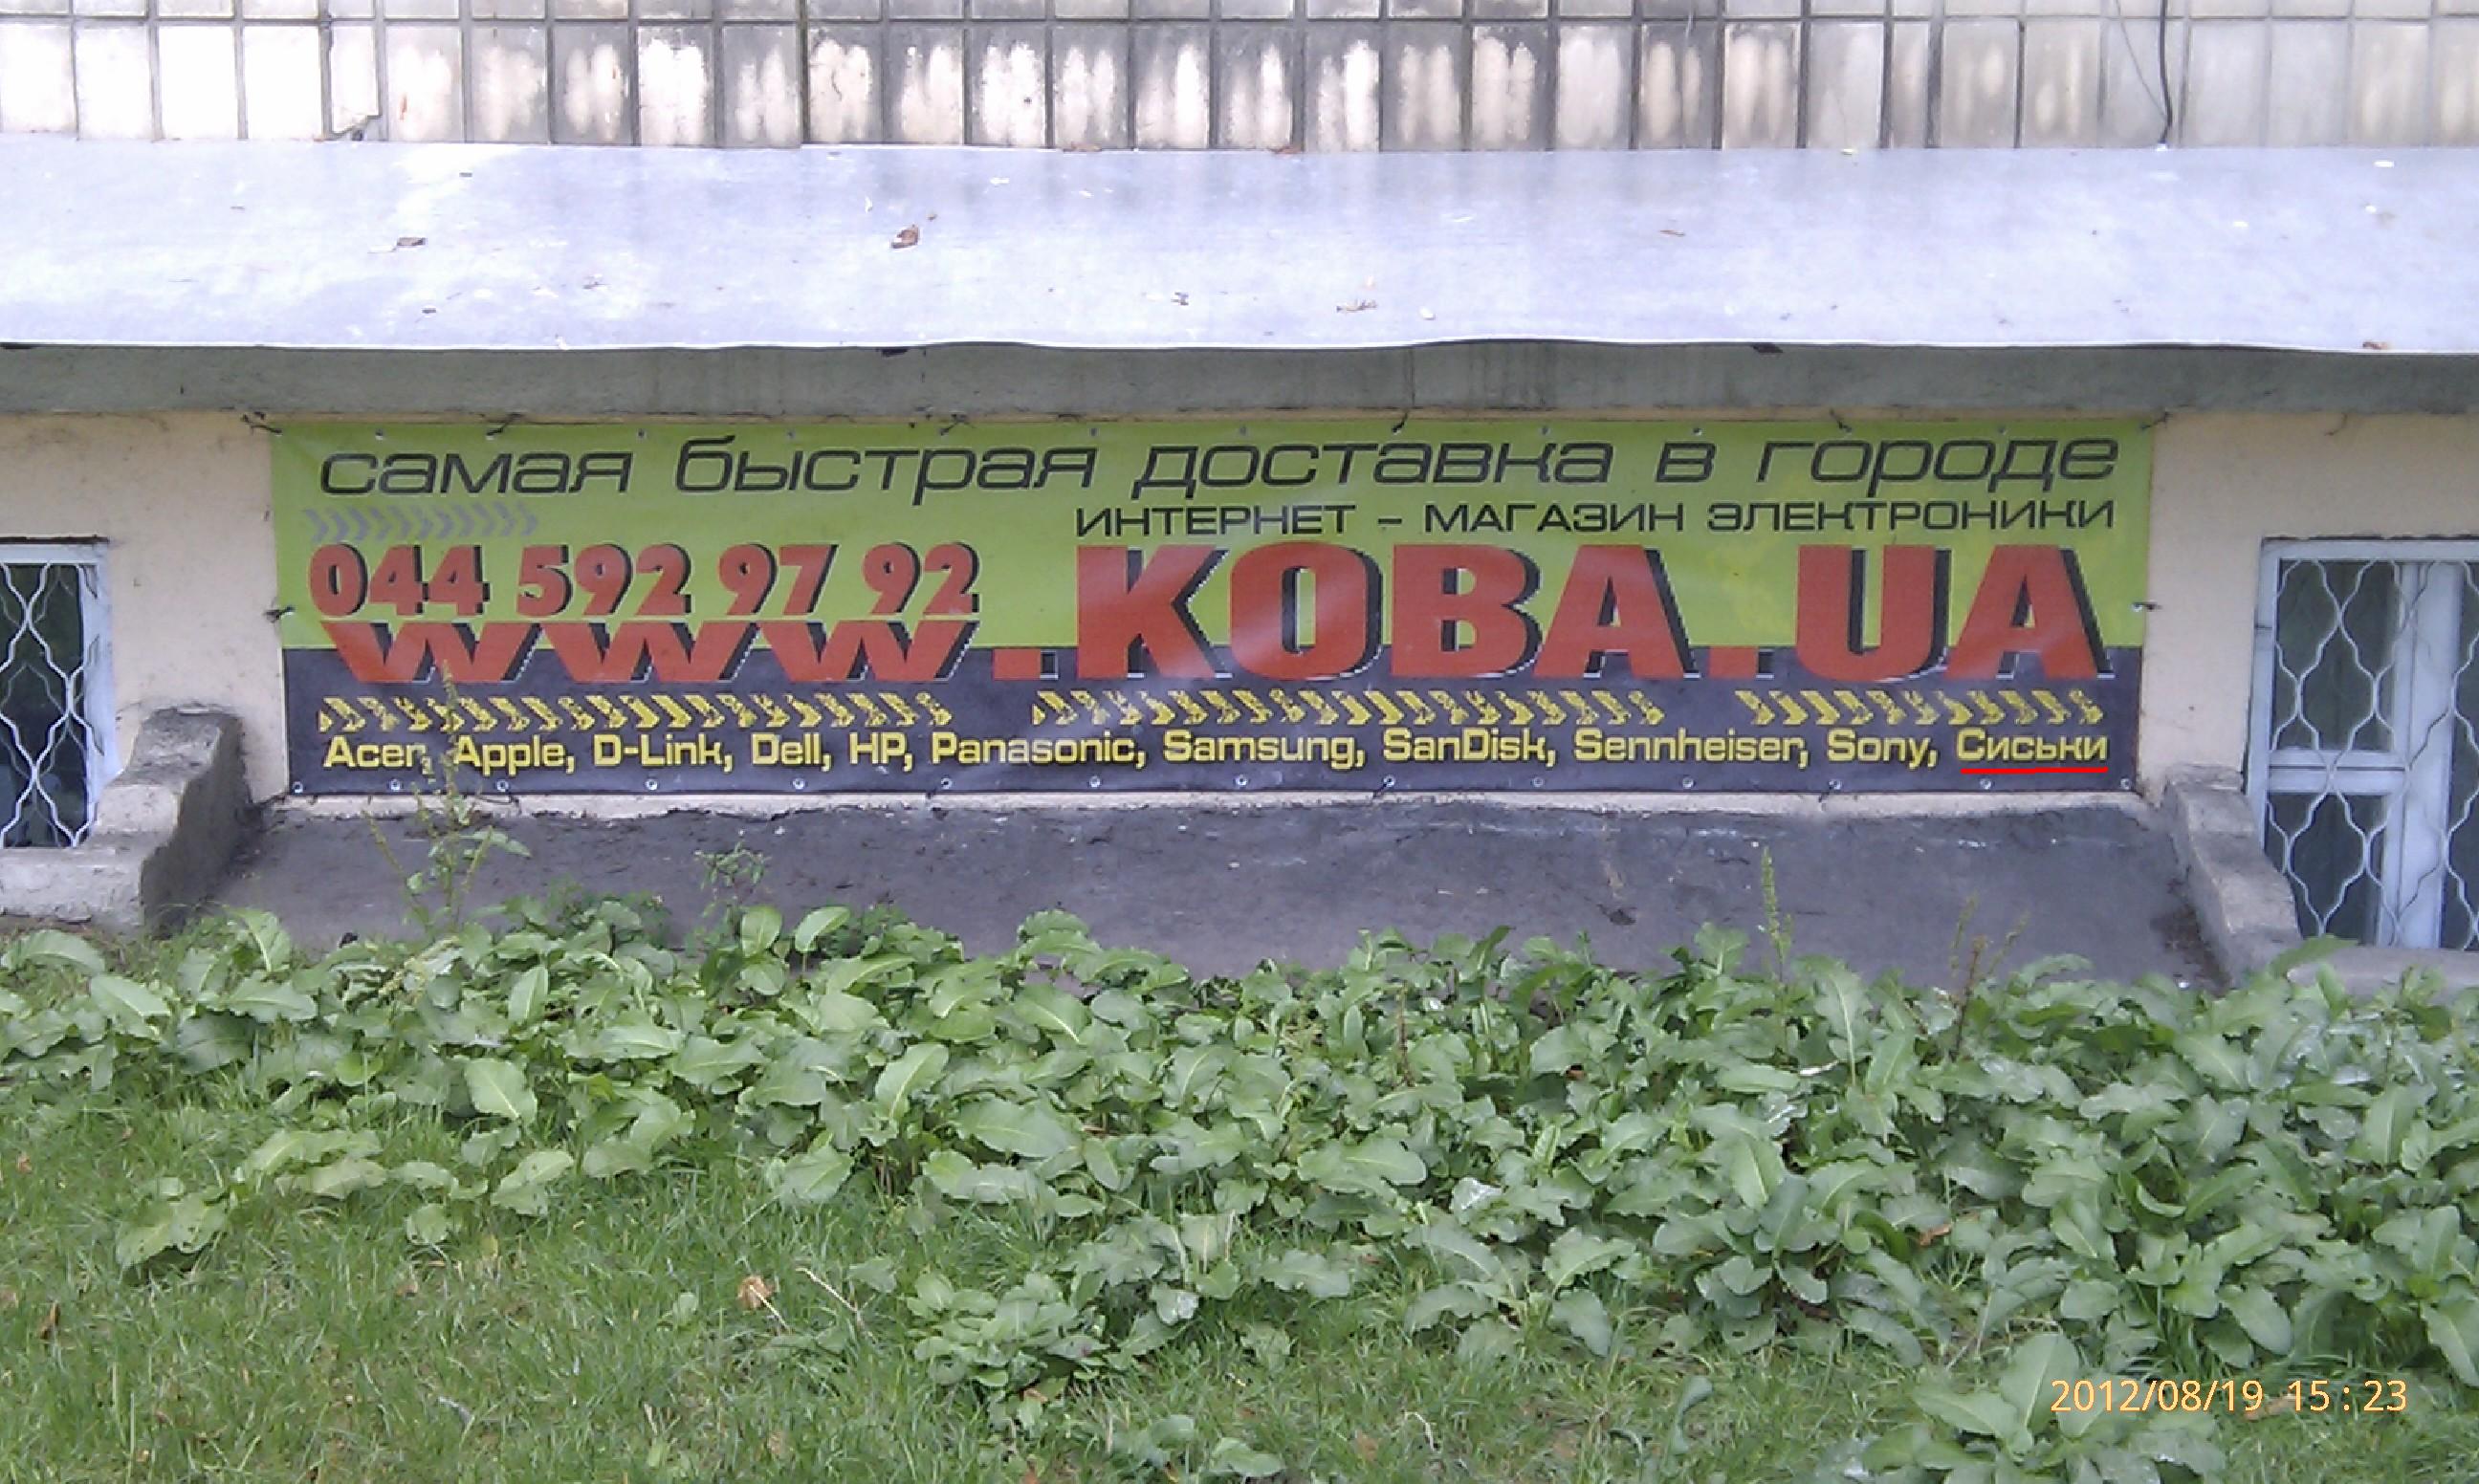 самая быстрая доставка в городе
ИНТЕРНЕТ - МАГАЗИН ЭЛЕКТРОНИКИ
044 592 97 92
www.KOBA.UA
Acer, Apple, D-Link, Dell, HP, Panasonic, Samsung, SanDisk, Sennheiser, Sony, Сиськи
2012/08/19 15:23